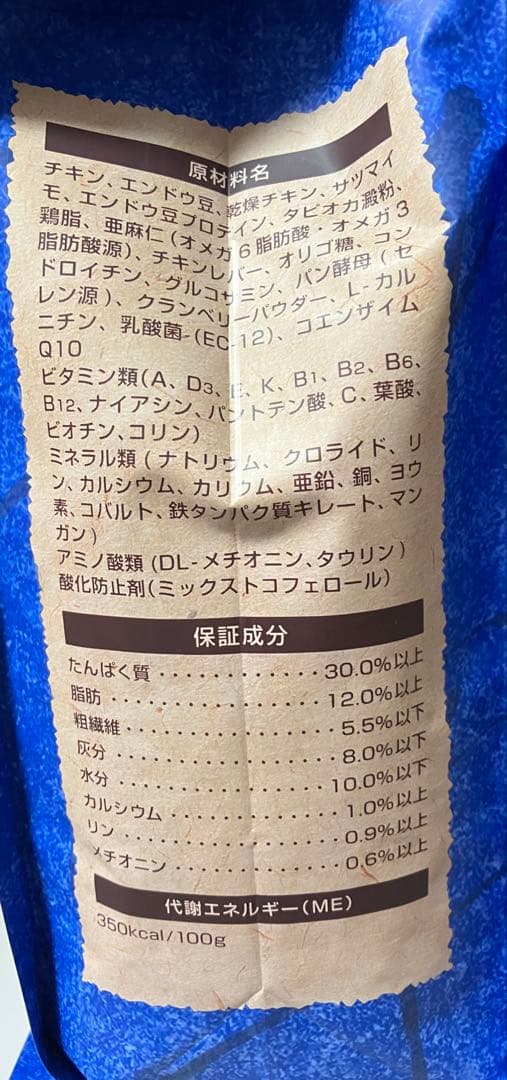 原材料名
チキン、エンドウ豆、乾燥チキン、サツマイ
モ、エンドウ豆プロテイン、タピオカ澱粉、
鶏脂、亜麻仁(オメガ6脂肪酸・オメガ3
脂肪酸源)、チキンレバー、オリゴ糖、コン
ドロイチン、グルコサミン、パン酵母(セ
レン源)、クランベリーパウダー、L-カル
ニチン、乳酸菌(EC-12)、コエンザイム
Q10
ビタミン類(A、D3、E、K、B1、B2、B6、
B12、ナイアシン、パントテン酸、C、葉酸、
ビオチン、コリン)
ミネラル類(ナトリウム、クロライド、リ
ン、カルシウム、カリウム、亜鉛、銅、ヨウ
素、コバルト、鉄タンパク質キレート、マン
ガン)
アミノ酸類(DL-メチオニン、タウリン)
酸化防止剤(ミックストコフェロール)
保証成分
たんぱく質・・・・・・・・・・・・30.0%以上
脂肪・・・・・・・・・・・・・・・・12.0%以上
粗繊維・・・・・・・・・・・・・・・5.5%以下
灰分・・・・・・・・・・・・・・・・8.0%以下
水分・・・・・・・・・・・・・・・・10.0%以下
カルシウム・・・・・・・・・・・・・1.0%以上
リン・・・・・・・・・・・・・・・・0.9%以上
メチオニン・・・・・・・・・・・・・0.6%以上
代謝エネルギー(ME)
350kcal/100g